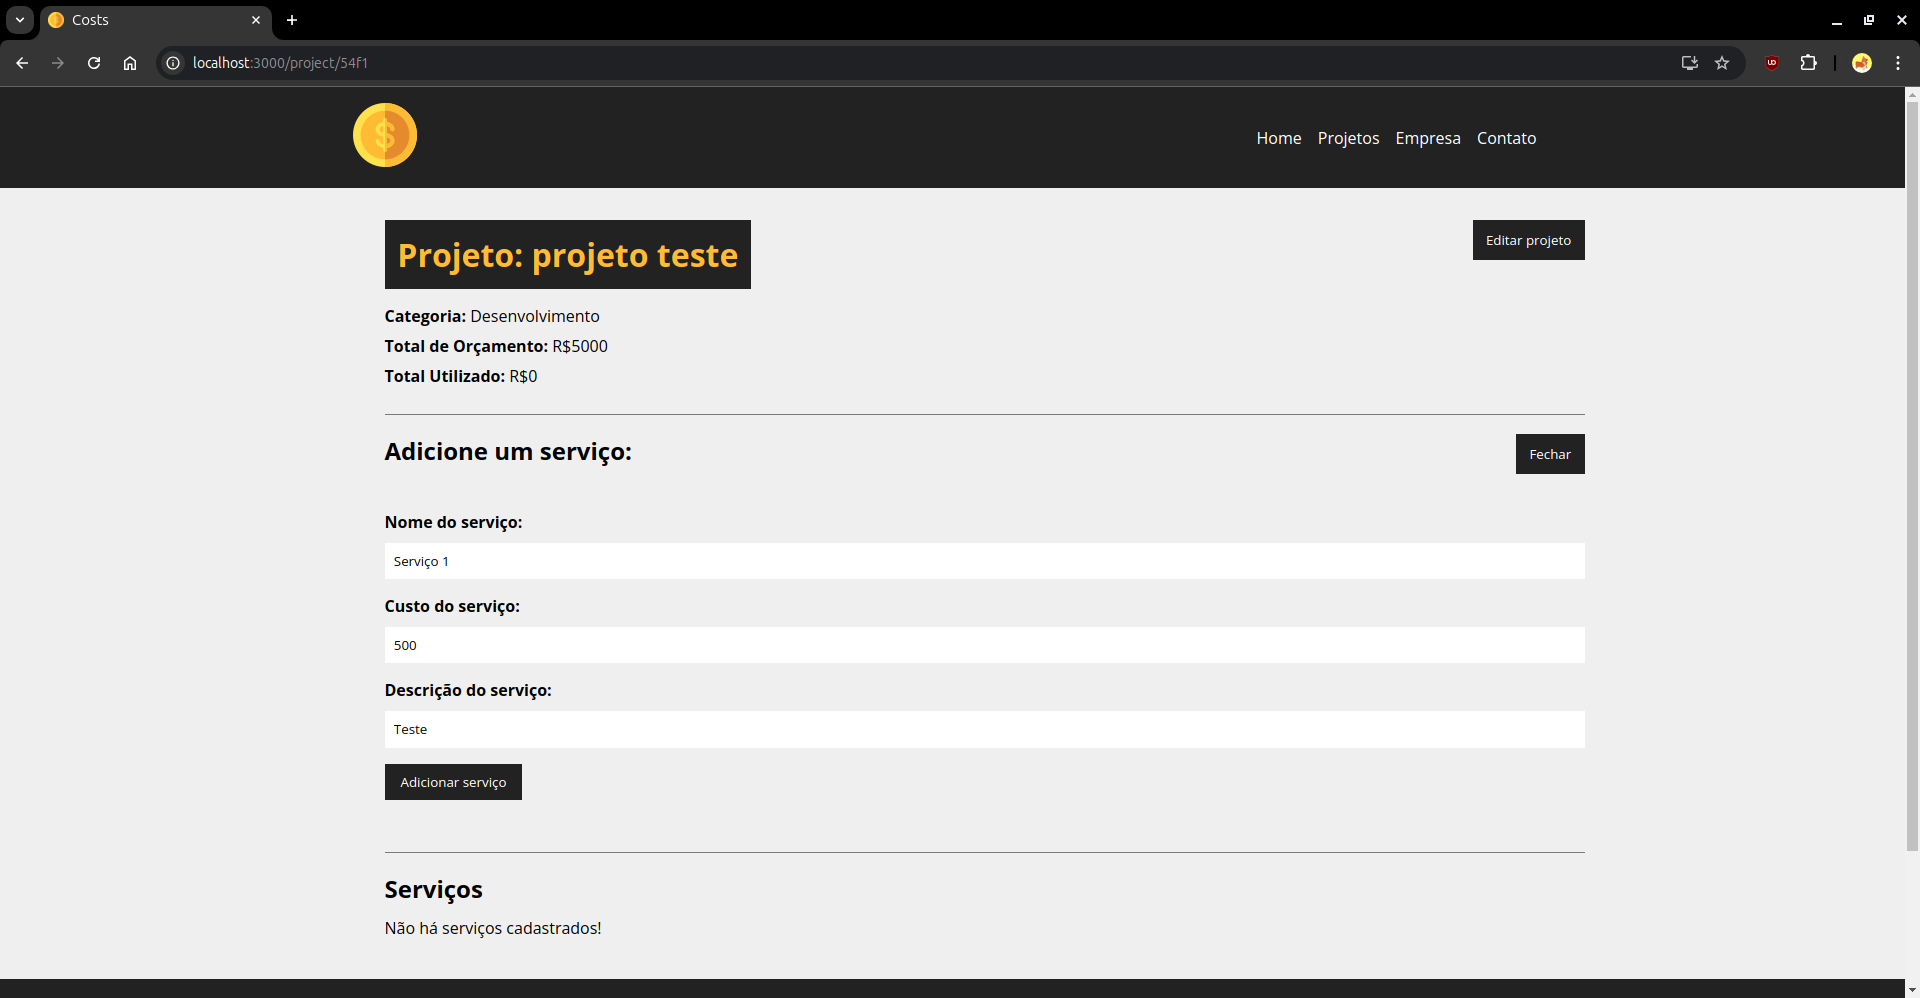 Costs
localhost:3000/project/54f1
$
Home Projetos Empresa Contato
Projeto: projeto teste
Editar projeto
Categoria: Desenvolvimento
Total de Orçamento: R$5000
Total Utilizado: R$0
Adicione um serviço:
Fechar
Nome do serviço:
Serviço 1
Custo do serviço:
500
Descrição do serviço:
Teste
Adicionar serviço
Serviços
Não há serviços cadastrados!